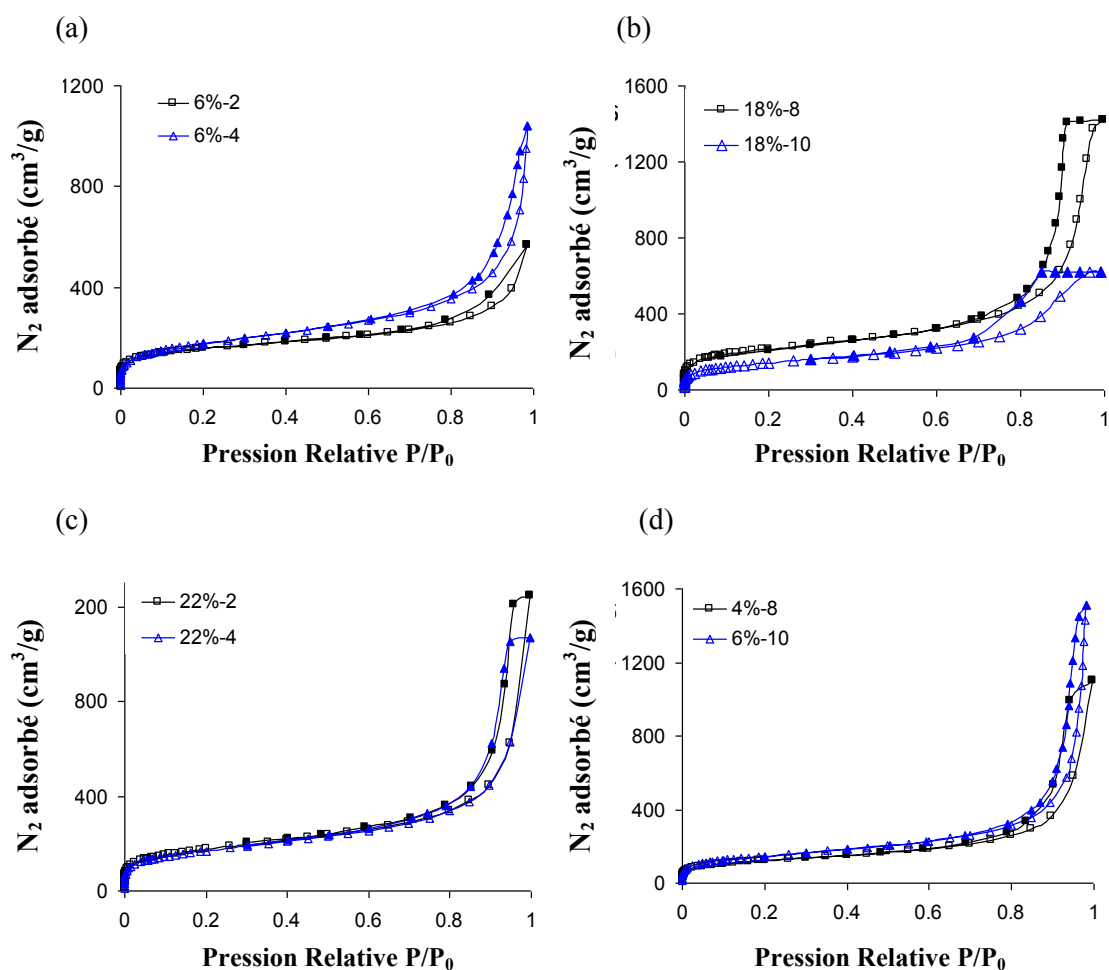 (a)
N₂ adsorbé (cm³/g)
1200
800
400
0
6%-2
6%-4
0 0.2 0.4 0.6 0.8 1
Pression Relative P/P₀
(b)
N₂ adsorbé (cm³/g)
1600
1200
800
400
0
18%-8
18%-10
0 0.2 0.4 0.6 0.8 1
Pression Relative P/P₀
(c)
N₂ adsorbé (cm³/g)
200
800
400
0
22%-2
22%-4
0 0.2 0.4 0.6 0.8 1
Pression Relative P/P₀
(d)
N₂ adsorbé (cm³/g)
1600
1200
800
400
0
4%-8
6%-10
0 0.2 0.4 0.6 0.8 1
Pression Relative P/P₀